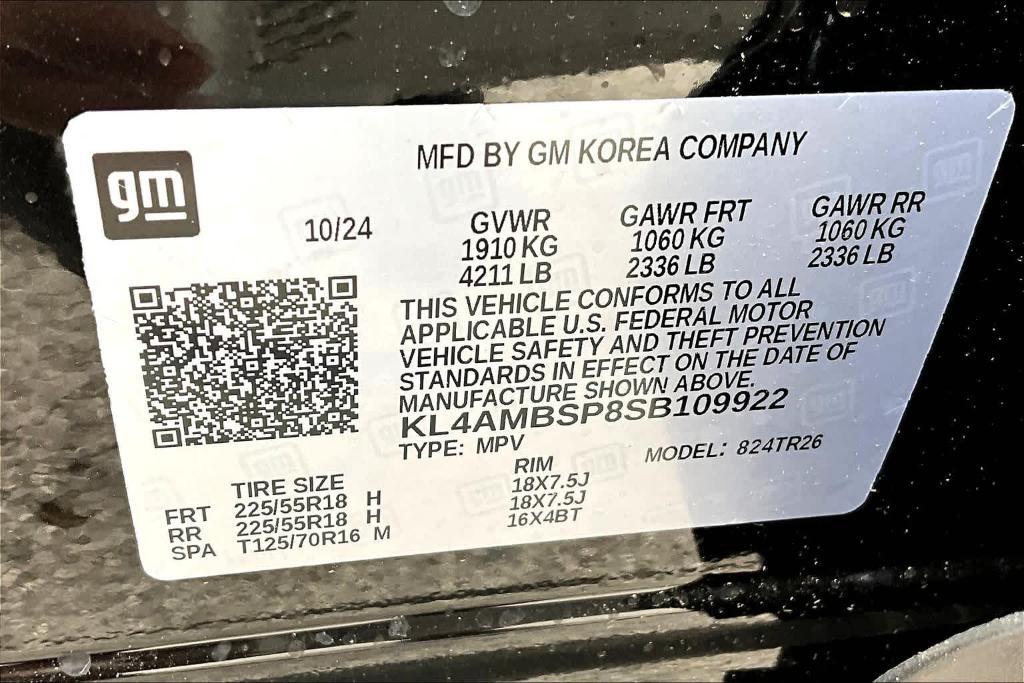 gm
MFD BY GM KOREA COMPANY
10/24
GVWR GAWR FRT GAWR RR
1910 KG 1060 KG 1060 KG
4211 LB 2336 LB 2336 LB
THIS VEHICLE CONFORMS TO ALL
APPLICABLE U.S. FEDERAL MOTOR
VEHICLE SAFETY AND THEFT PREVENTION
STANDARDS IN EFFECT ON THE DATE OF
MANUFACTURE SHOWN ABOVE.
KL4AMBSP8SB109922
TYPE: MPV MODEL: 824TR26
TIRE SIZE RIM
FRT 225/55R18 H 18X7.5J
RR 225/55R18 H 18X7.5J
SPA T125/70R16 M 16X4BT